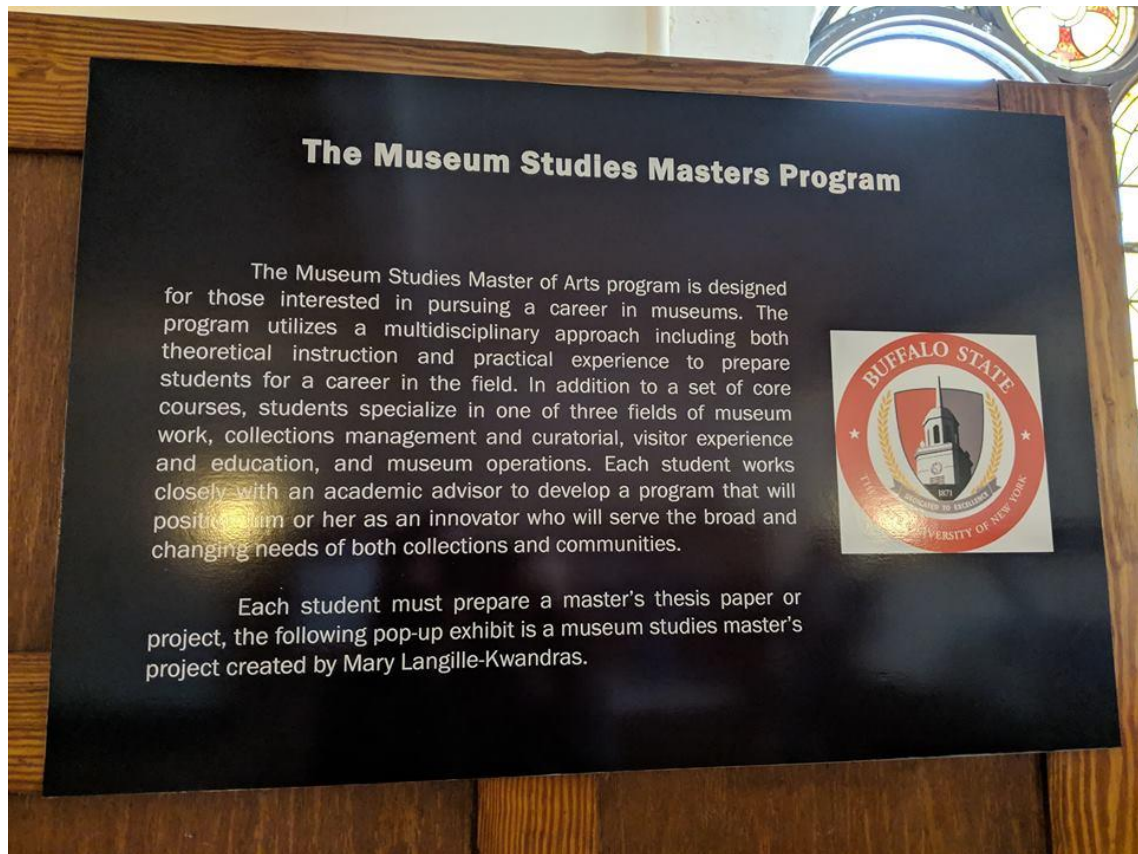 The Museum Studies Masters Program
The Museum Studies Master of Arts program is designed
for those interested in pursuing a career in museums. The
program utilizes a multidisciplinary approach including both
theoretical instruction and practical experience to prepare
students for a career in the field. In addition to a set of core
courses, students specialize in one of three fields of museum
work, collections management and curatorial, visitor experience
and education, and museum operations. Each student works
closely with an academic advisor to develop a program that will
position him or her as an innovator who will serve the broad and
changing needs of both collections and communities.
Each student must prepare a master's thesis paper or
project, the following pop-up exhibit is a museum studies master's
project created by Mary Langille-Kwandras.
BUFFALO STATE
1871
DEDICATED TO EXCELLENCE
UNIVERSITY OF NEW YORK